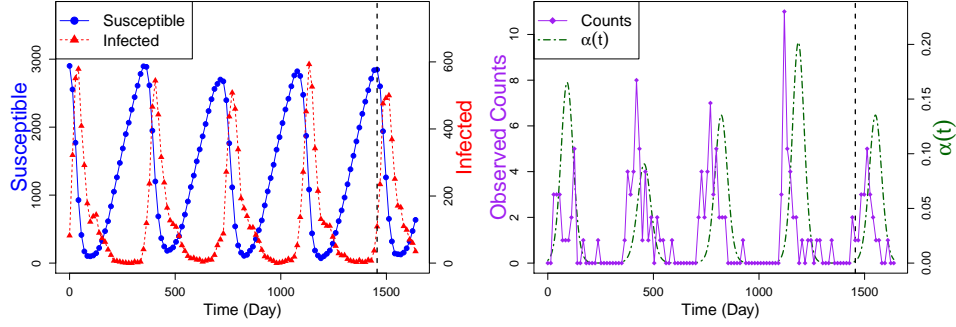 Susceptible
Infected
Susceptible
0
1000
2000
3000
0
200
400
600
Infected
0
500
1000
1500
Time (Day)
Counts
α(t)
Observed Counts
0
2
4
6
8
10
0.00
0.05
0.10
0.15
0.20
α(t)
0
500
1000
1500
Time (Day)